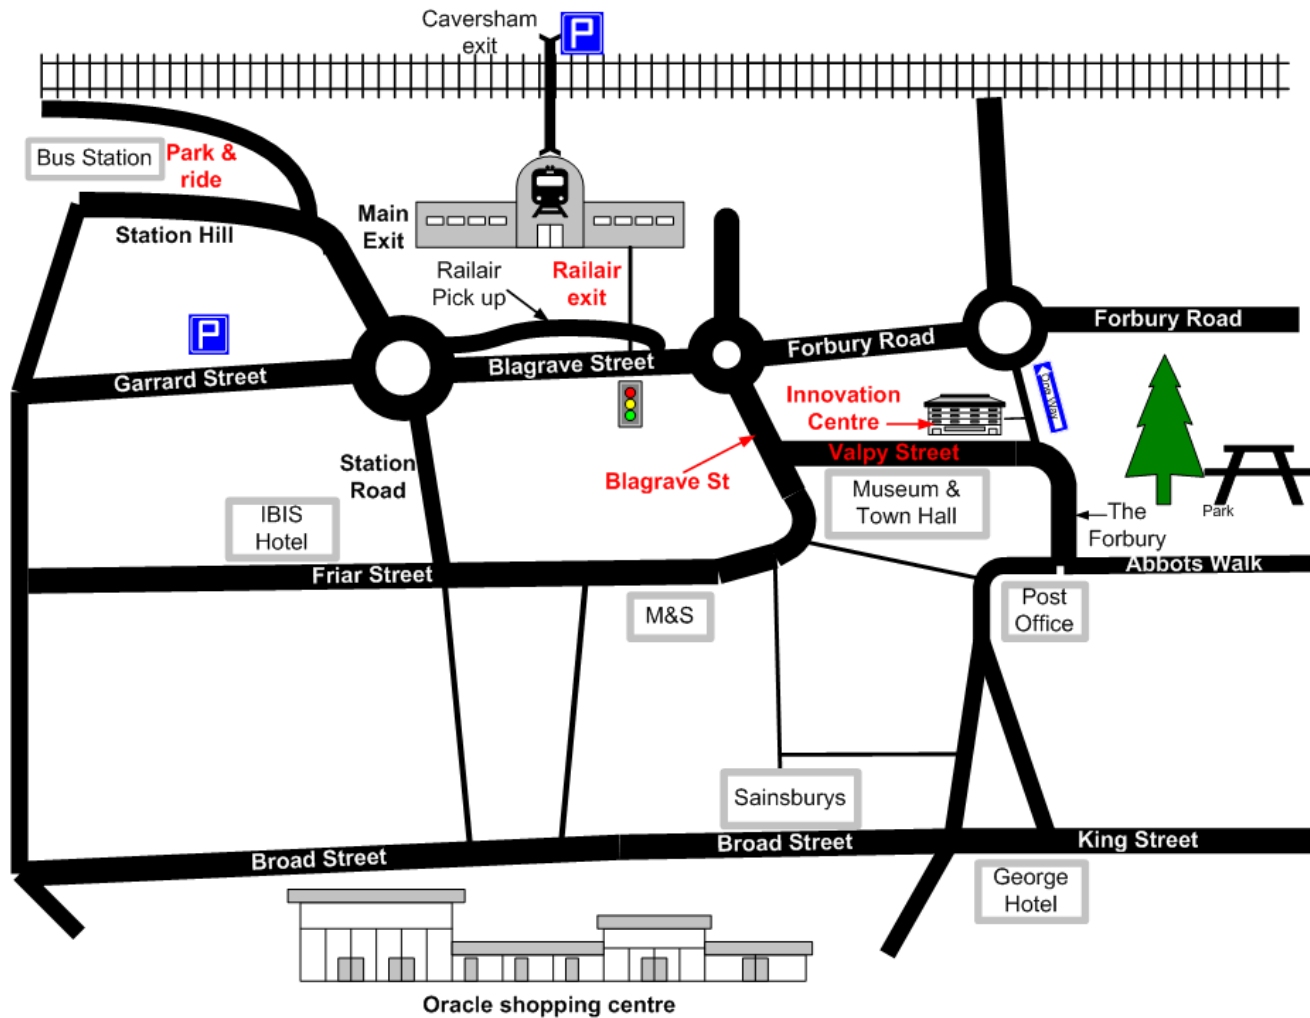 Caversham
exit
P
Bus Station
Park &
ride
Main
Exit
Station Hill
Railair
Pick up
Railair
exit
P
Forbury Road
Forbury Road
Blagrave Street
Garrard Street
One Way
Innovation
Centre
Valpy Street
Station
Road
Blagrave St
Museum &
Town Hall
Park
The
Forbury
IBIS
Hotel
Friar Street
Abbots Walk
M&S
Post
Office
Sainsburys
Broad Street
Broad Street
King Street
George
Hotel
Oracle shopping centre